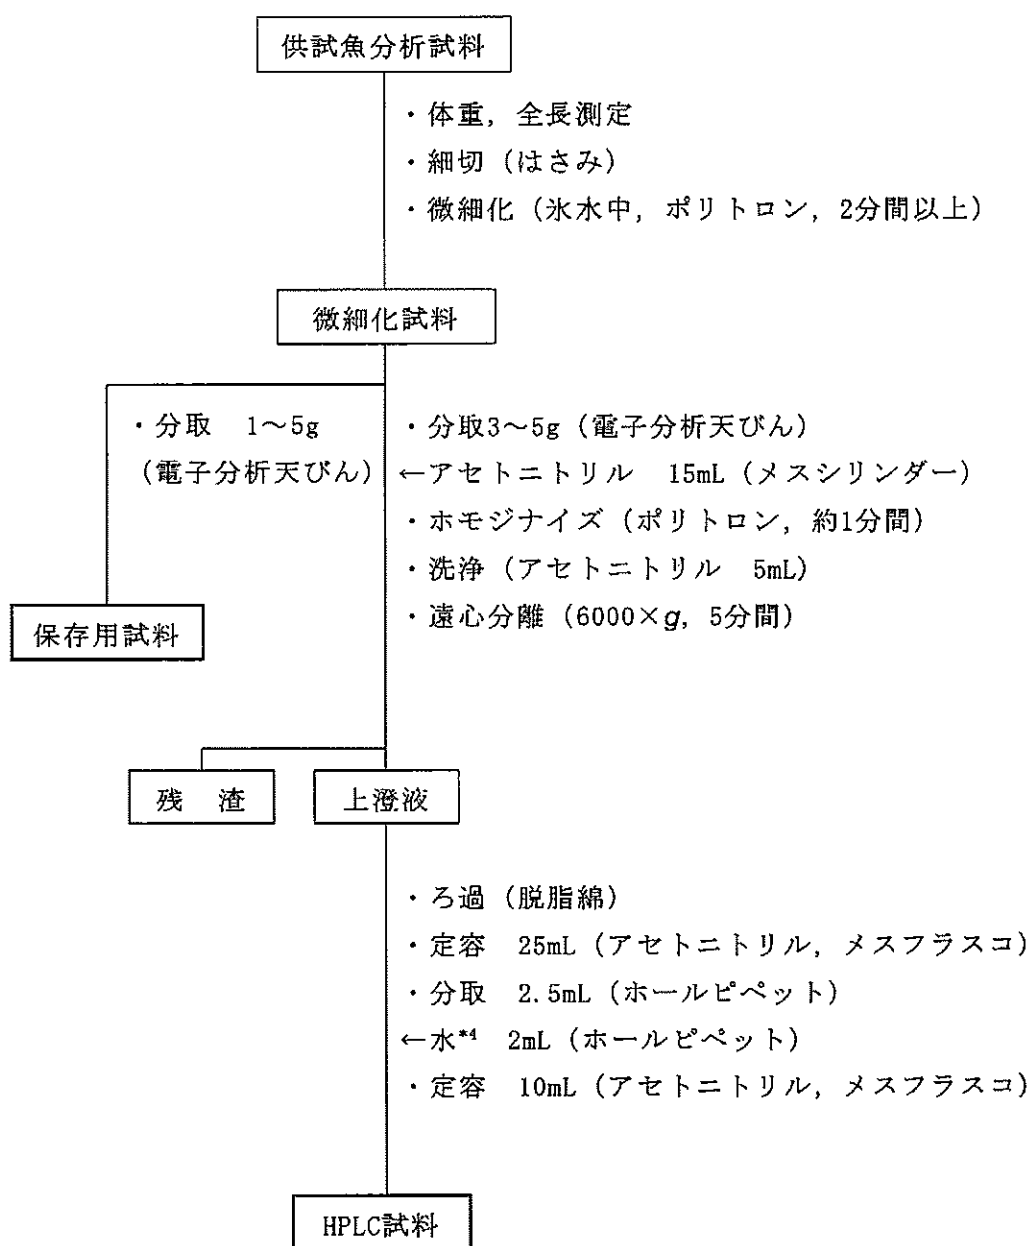 供試魚分析試料
・体重, 全長測定
・細切 (はさみ)
・微細化 (氷水中, ポリトロン, 2分間以上)
微細化試料
・分取 1～5g
(電子分析天びん)
・分取3～5g (電子分析天びん)
←アセトニトリル 15mL (メスシリンダー)
・ホモジナイズ (ポリトロン, 約1分間)
・洗浄 (アセトニトリル 5mL)
・遠心分離 (6000×g, 5分間)
保存用試料
残 渣
上澄液
・ろ過 (脱脂綿)
・定容 25mL (アセトニトリル, メスフラスコ)
・分取 2.5mL (ホールピペット)
←水*4 2mL (ホールピペット)
・定容 10mL (アセトニトリル, メスフラスコ)
HPLC試料